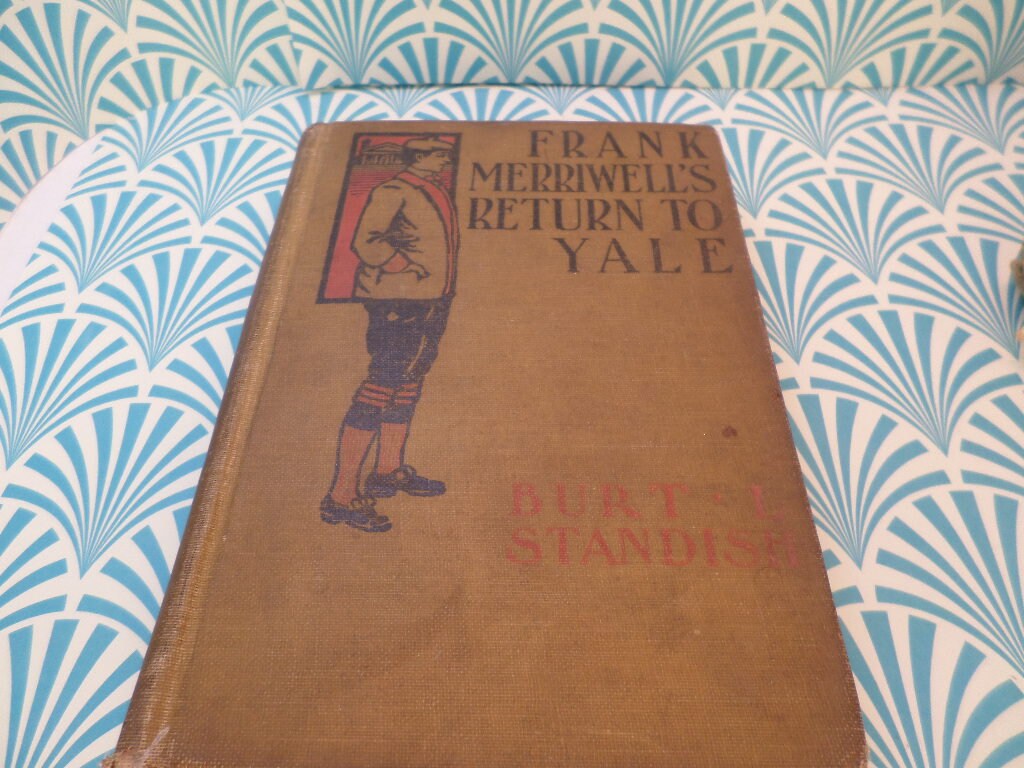 FRANK
MERRIWELL'S
RETURN TO
YALE
BURT L
STANDISH